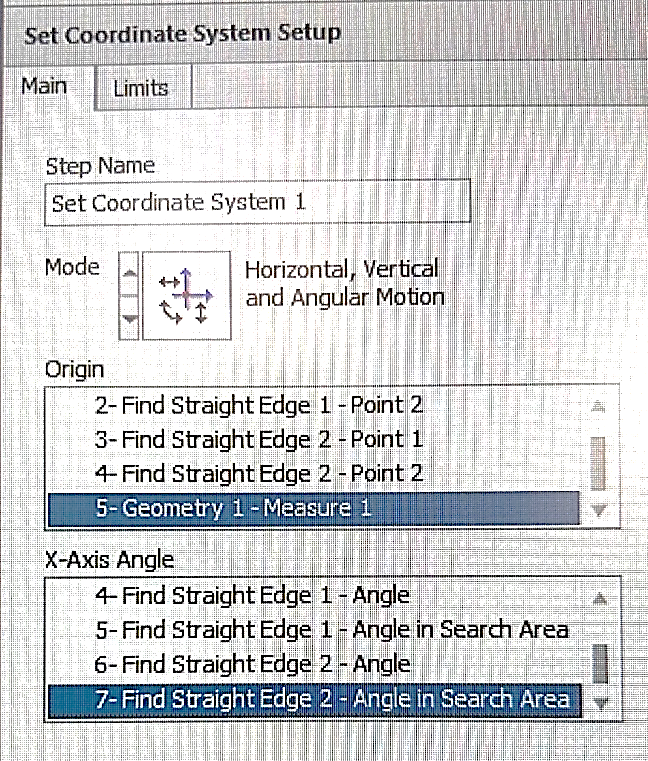 Set Coordinate System Setup
Main
Limits
Step Name
Set Coordinate System 1
Mode
Horizontal, Vertical
and Angular Motion
Origin
2- Find Straight Edge 1 - Point 2
3- Find Straight Edge 2 - Point 1
4- Find Straight Edge 2 - Point 2
5- Geometry 1 - Measure 1
X-Axis Angle
4- Find Straight Edge 1 - Angle
5- Find Straight Edge 1 - Angle in Search Area
6- Find Straight Edge 2 - Angle
7- Find Straight Edge 2 - Angle in Search Area